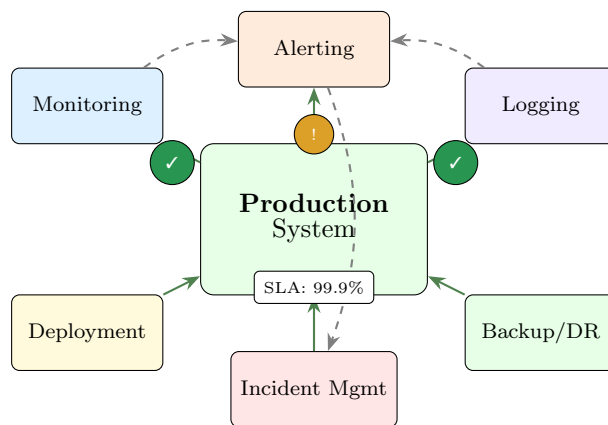 Alerting
Monitoring
Logging
!
✓
✓
Production
System
SLA: 99.9%
Deployment
Backup/DR
Incident Mgmt